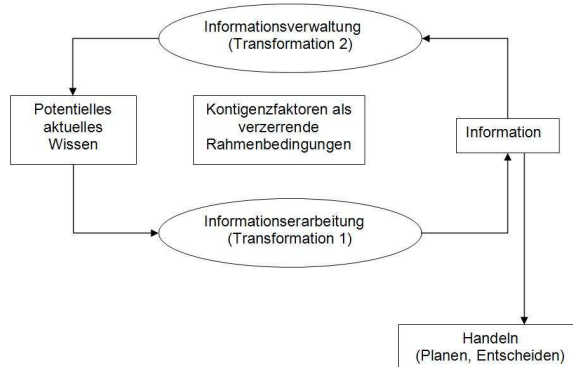 Informationsverwaltung
(Transformation 2)
Potentielles
aktuelles
Wissen
Kontigenzfaktoren als
verzerrende
Rahmenbedingungen
Information
Informationserarbeitung
(Transformation 1)
Handeln
(Planen, Entscheiden)